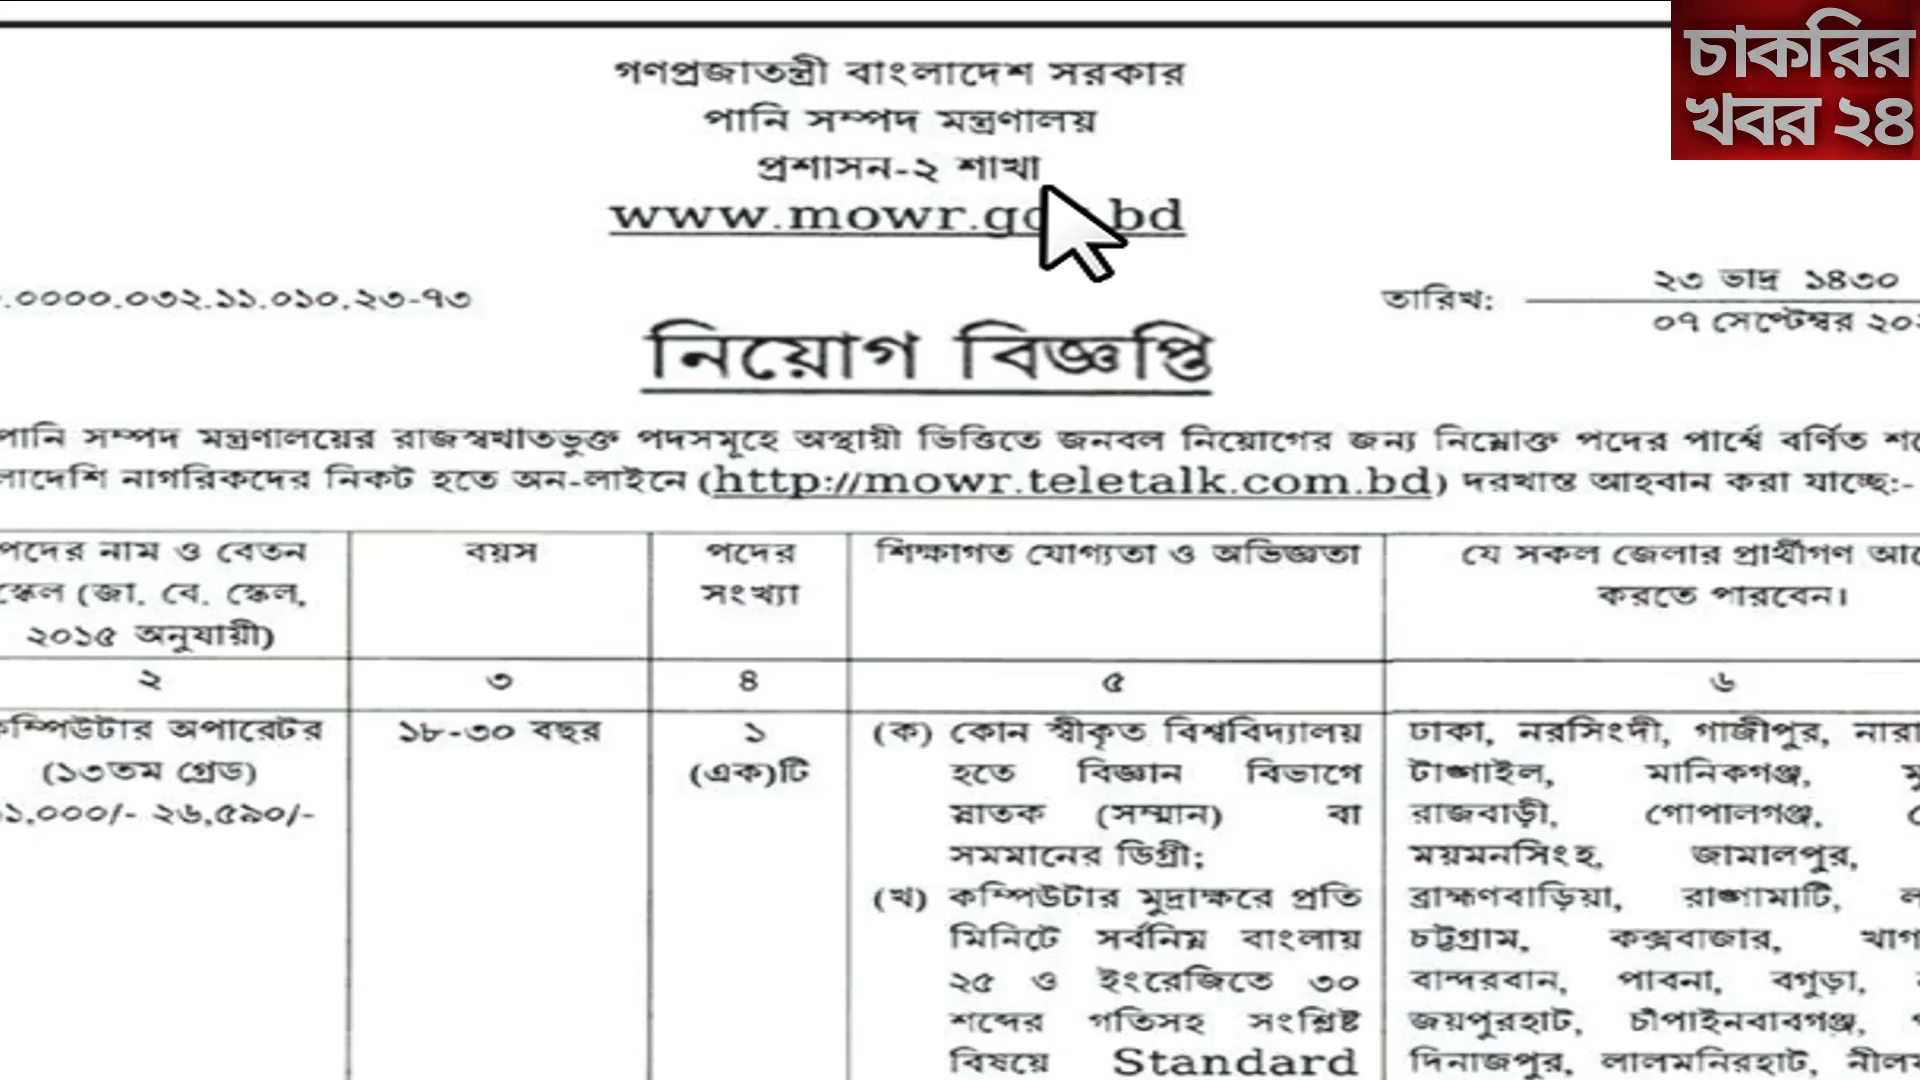 চাকরির
খবর ২৪
গণপ্রজাতন্ত্রী বাংলাদেশ সরকার
পানি সম্পদ মন্ত্রণালয়
প্রশাসন-২ শাখা
www.mowr.go bd
.০০০০.০৩২.১১.০১০.২৩-৭৩
তারিখ:
২৩ ভাদ্র ১৪৩০
০৭ সেপ্টেম্বর
নিয়োগ বিজ্ঞপ্তি
পানি সম্পদ মন্ত্রণালয়ের রাজস্বখাতভুক্ত পদসমূহে অস্থায়ী ভিত্তিতে জনবল নিয়োগের জন্য নিম্নোক্ত পদের পার্শ্বে বর্ণিত
লাদেশি নাগরিকদের নিকট হতে অন-লাইনে (http://mowr.teletalk.com.bd) দরখাস্ত আহবান করা যাচ্ছে:-
পদের নাম ও বেতন
স্কেল (জা. বে. স্কেল,
২০১৫ অনুযায়ী)
বয়স
পদের
সংখ্যা
শিক্ষাগত যোগ্যতা ও অভিজ্ঞতা
যে সকল জেলার প্রার্থীগণ
করতে পারবেন।
২
৩
৪
৫
৬
কম্পিউটার অপারেটর
(১৩তম গ্রেড)
১,০০০/- ২৬,৫৯০/-
১৮-৩০ বছর
১
(এক)টি
(ক) কোন স্বীকৃত বিশ্ববিদ্যালয়
হতে বিজ্ঞান বিভাগে
স্নাতক (সম্মান) বা
সমমানের ডিগ্রী;
(খ) কম্পিউটার মুদ্রাক্ষরে প্রতি
মিনিটে সর্বনিম্ন বাংলায়
২৫ ও ইংরেজিতে ৩০
শব্দের গতিসহ সংশ্লিষ্ট
বিষয়ে Standard
ঢাকা, নরসিংদী, গাজীপুর,
টাঙ্গাইল, মানিকগঞ্জ,
রাজবাড়ী, গোপালগঞ্জ,
ময়মনসিংহ, জামালপুর,
ব্রাহ্মণবাড়িয়া, রাঙ্গামাটি,
চট্টগ্রাম, কক্সবাজার,
বান্দরবান, পাবনা, বগুড়া,
জয়পুরহাট, চাঁপাইনবাবগঞ্জ,
দিনাজপুর, লালমনিরহাট,